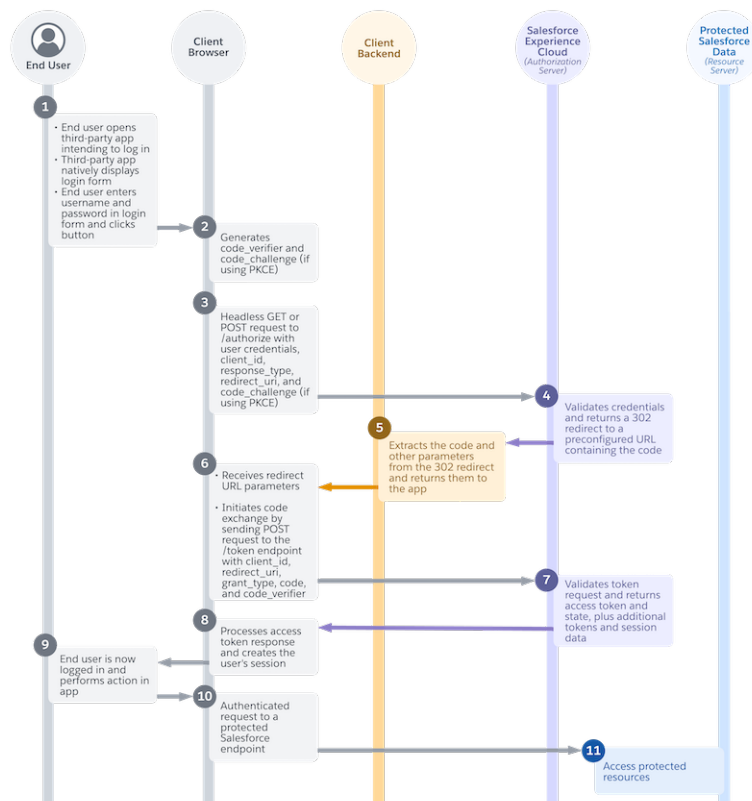 End User
Client
Browser
Client
Backend
Salesforce
Experience
Cloud
(Authorization
Server)
Protected
Salesforce
Data
(Resource
Server)
1
• End user opens
third-party app
intending to log in
• Third-party app
natively displays
login form
• End user enters
username and
password in login
form and clicks
button
2
Generates
code_verifier and
code_challenge (if
using PKCE)
3
Headless GET or
POST request to
/authorize with
user credentials,
client_id,
response_type,
redirect_uri, and
code_challenge (if
using PKCE)
4
Validates credentials
and returns a 302
redirect to a
preconfigured URL
containing the code
5
Extracts the code and
other parameters
from the 302 redirect
and returns them to
the app
6
• Receives redirect
URL parameters
• Initiates code
exchange by
sending POST
request to the
/token endpoint
with client_id,
redirect_uri,
grant_type, code,
and code_verifier
7
Validates token
request and returns
access token and
state, plus additional
tokens and session
data
8
Processes access
token response
and creates the
user's session
9
End user is now
logged in and
performs action in
app
10
Authenticated
request to a
protected
Salesforce
endpoint
11
Access protected
resources